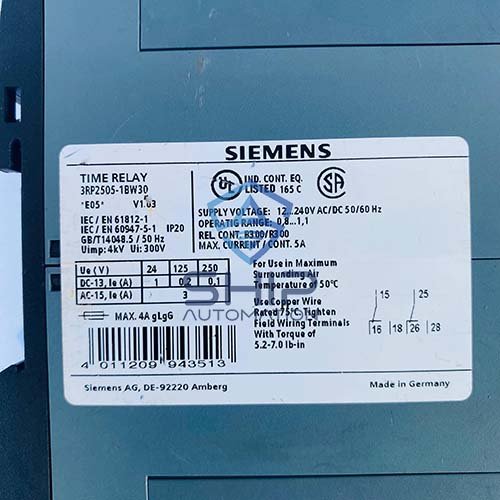 SIEMENS
TIME RELAY
3RP2505-1BW30
*E05* V1.03
IEC / EN 61812-1
IEC / EN 60947-5-1 IP20
GB/T14048.5 / 50 Hz
Uimp: 4kV Ui: 300V
UL
IND. CONT. EQ.
LISTED 165 C
SA
SUPPLY VOLTAGE: 12...240V AC/DC 50/60 Hz
OPERATIG RANGE: 0,8...1,1
REL. CONT. B300/R300
MAX. CURRENT / CONT. 5A
Ue ( V ) 24 125 250
DC-13, Ie (A) 1 0,2 0,1
AC-15, Ie (A) 3
MAX. 4A gLgG
4 011209 943513
For Use in Maximum
Surrounding Air
Temperature of 50°C
Use Copper Wire
Rated 75°C. Tighten
Field Wiring Terminals
With Torque of
5.2-7.0 lb-in
15 25
16 18 26 28
SHIP
AUTOMATION
Siemens AG, DE-92220 Amberg
Made in Germany